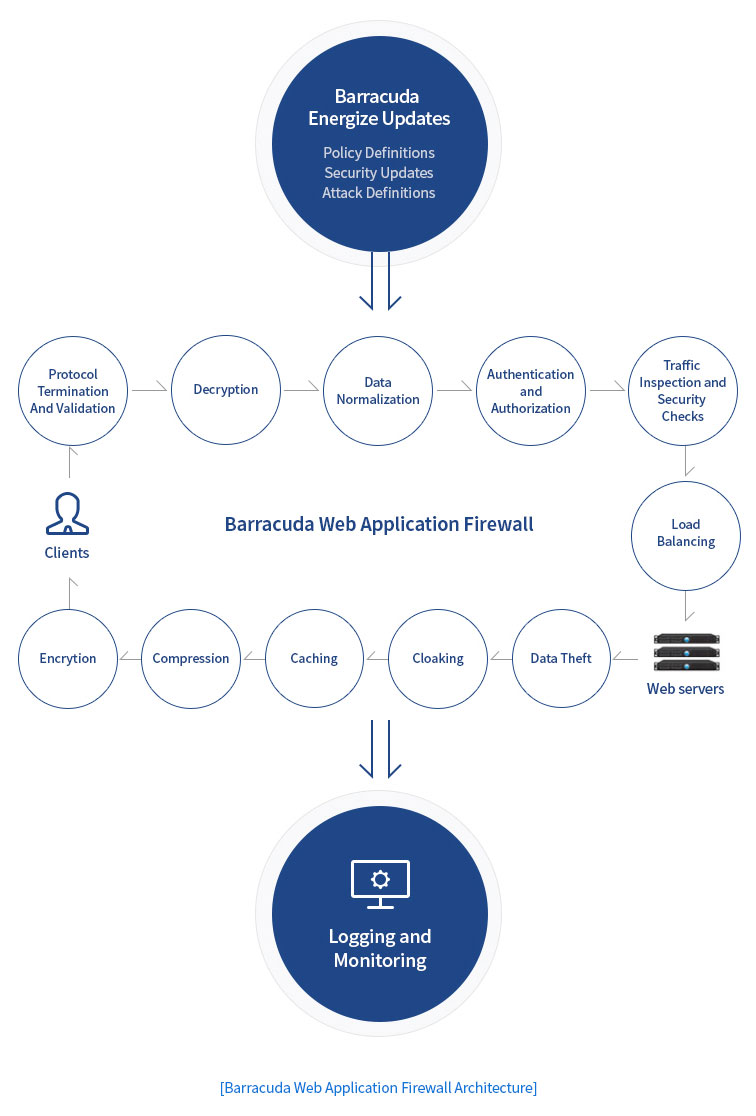 Barracuda
Energize Updates
Policy Definitions
Security Updates
Attack Definitions
Protocol
Termination
And Validation
Decryption
Data
Normalization
Authentication
and
Authorization
Traffic
Inspection and
Security
Checks
Clients
Barracuda Web Application Firewall
Load
Balancing
Encrytion
Compression
Caching
Cloaking
Data Theft
Web servers
Logging and
Monitoring
[Barracuda Web Application Firewall Architecture]